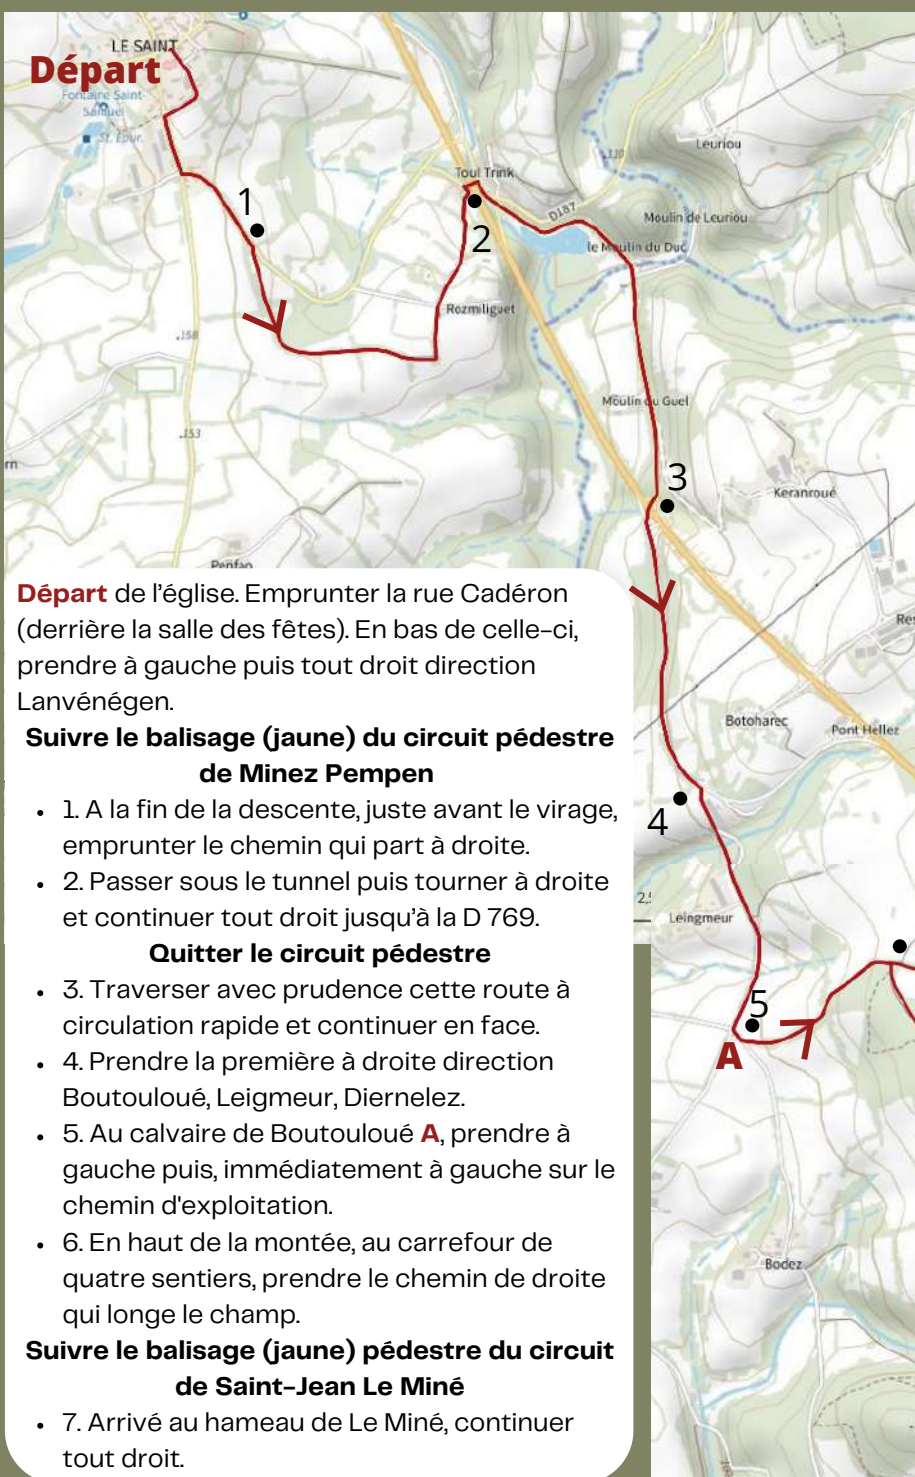 LE SAINT
Départ
Fontaine Saint-
Samuel
St. Épur.
1
Toul Trink
2
D187
110
Leuriou
Moulin de Leuriou
le Moulin du Duc
Rozmiliguet
158
153
Moulin du Guel
3
Keranroué
Penfao
Botoharec
Pont Hellez
4
Leingmeur
5
A
Bodez
Départ de l'église. Emprunter la rue Cadéron
(derrière la salle des fêtes). En bas de celle-ci,
prendre à gauche puis tout droit direction
Lanvénégen.
Suivre le balisage (jaune) du circuit pédestre
de Minez Pempen
• 1. A la fin de la descente, juste avant le virage,
emprunter le chemin qui part à droite.
• 2. Passer sous le tunnel puis tourner à droite
et continuer tout droit jusqu'à la D 769.
Quitter le circuit pédestre
• 3. Traverser avec prudence cette route à
circulation rapide et continuer en face.
• 4. Prendre la première à droite direction
Boutouloué, Leigmeur, Diernelez.
• 5. Au calvaire de Boutouloué A, prendre à
gauche puis, immédiatement à gauche sur le
chemin d'exploitation.
• 6. En haut de la montée, au carrefour de
quatre sentiers, prendre le chemin de droite
qui longe le champ.
Suivre le balisage (jaune) pédestre du circuit
de Saint-Jean Le Miné
• 7. Arrivé au hameau de Le Miné, continuer
tout droit.